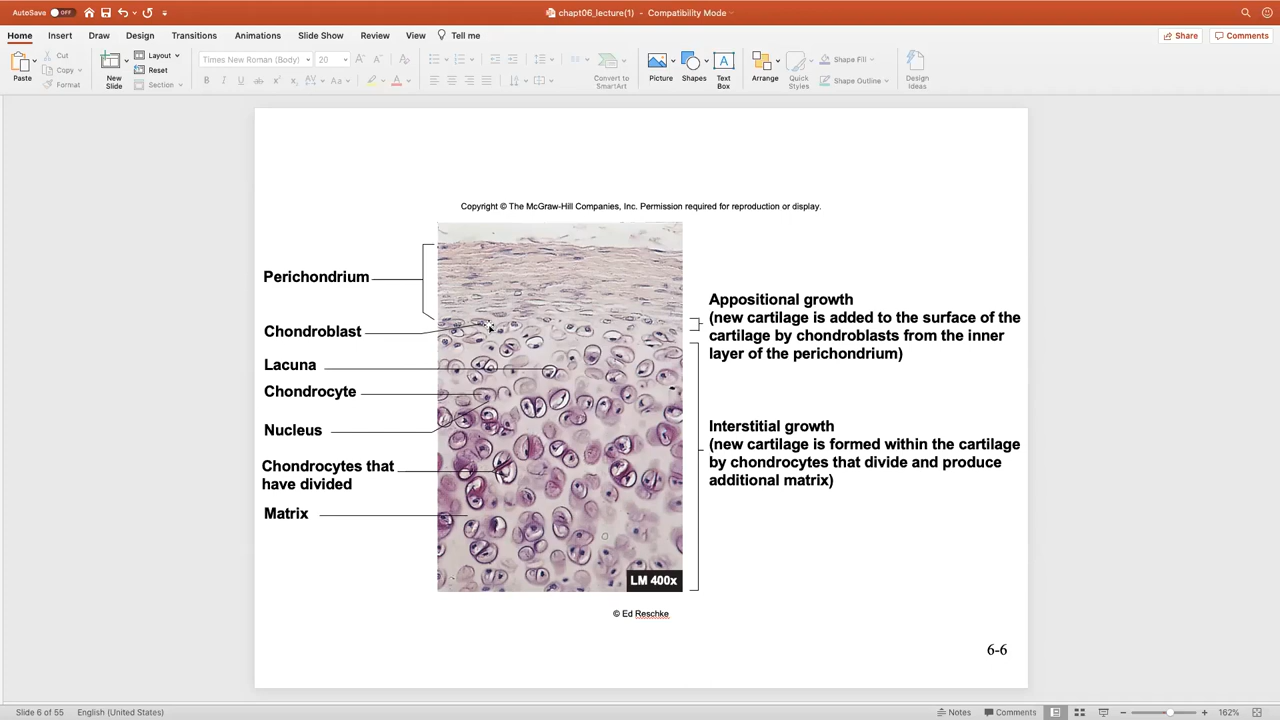 AutoSave OFF
chapt06_lecture(1) - Compatibility Mode
Home Insert Draw Design Transitions Animations Slide Show Review View Tell me
Share Comments
Paste
Cut
Copy
Format
New
Slide
Layout
Reset
Section
Times New Roman (Body) 20
B I U
Convert to
SmartArt
Picture
Shapes
Text
Box
Arrange
Quick
Styles
Shape Fill
Shape Outline
Design
Ideas
Copyright © The McGraw-Hill Companies, Inc. Permission required for reproduction or display.
Perichondrium
Chondroblast
Lacuna
Chondrocyte
Nucleus
Chondrocytes that
have divided
Matrix
Appositional growth
(new cartilage is added to the surface of the
cartilage by chondroblasts from the inner
layer of the perichondrium)
Interstitial growth
(new cartilage is formed within the cartilage
by chondrocytes that divide and produce
additional matrix)
LM 400x
© Ed Reschke
6-6
Slide 6 of 55 English (United States)
Notes Comments 162%